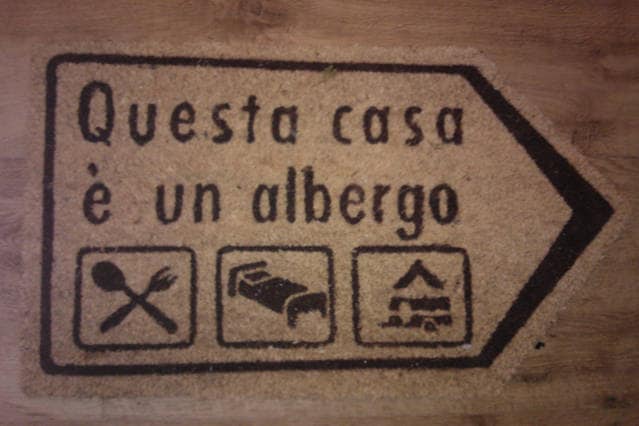 Questa casa
è un albergo